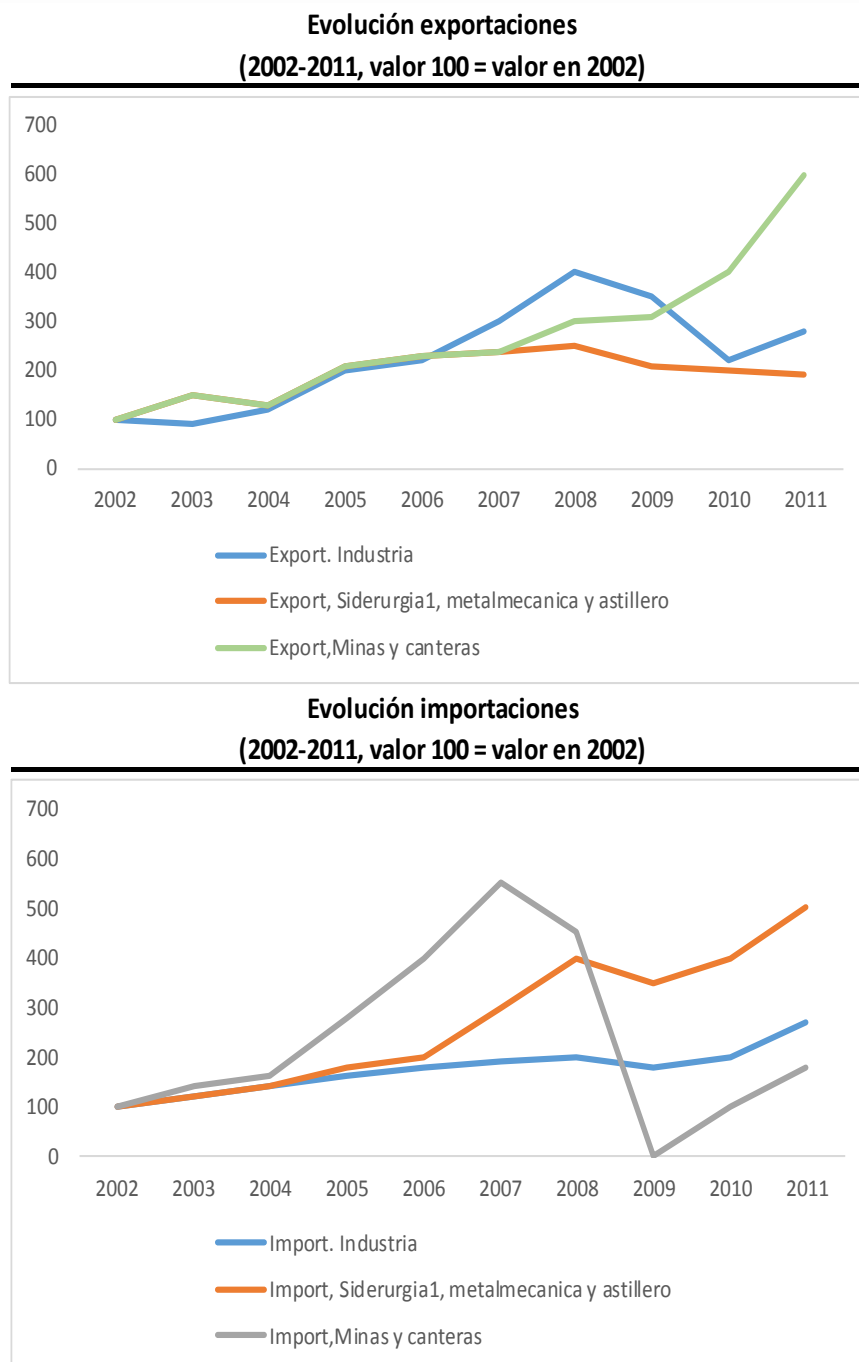 Evolución exportaciones
(2002-2011, valor 100 = valor en 2002)
700
600
500
400
300
200
100
0
2002 2003 2004 2005 2006 2007 2008 2009 2010 2011
Export. Industria
Export, Siderurgia1, metalmecanica y astillero
Export,Minas y canteras
Evolución importaciones
(2002-2011, valor 100 = valor en 2002)
700
600
500
400
300
200
100
0
2002 2003 2004 2005 2006 2007 2008 2009 2010 2011
Import. Industria
Import, Siderurgia1, metalmecanica y astillero
Import,Minas y canteras